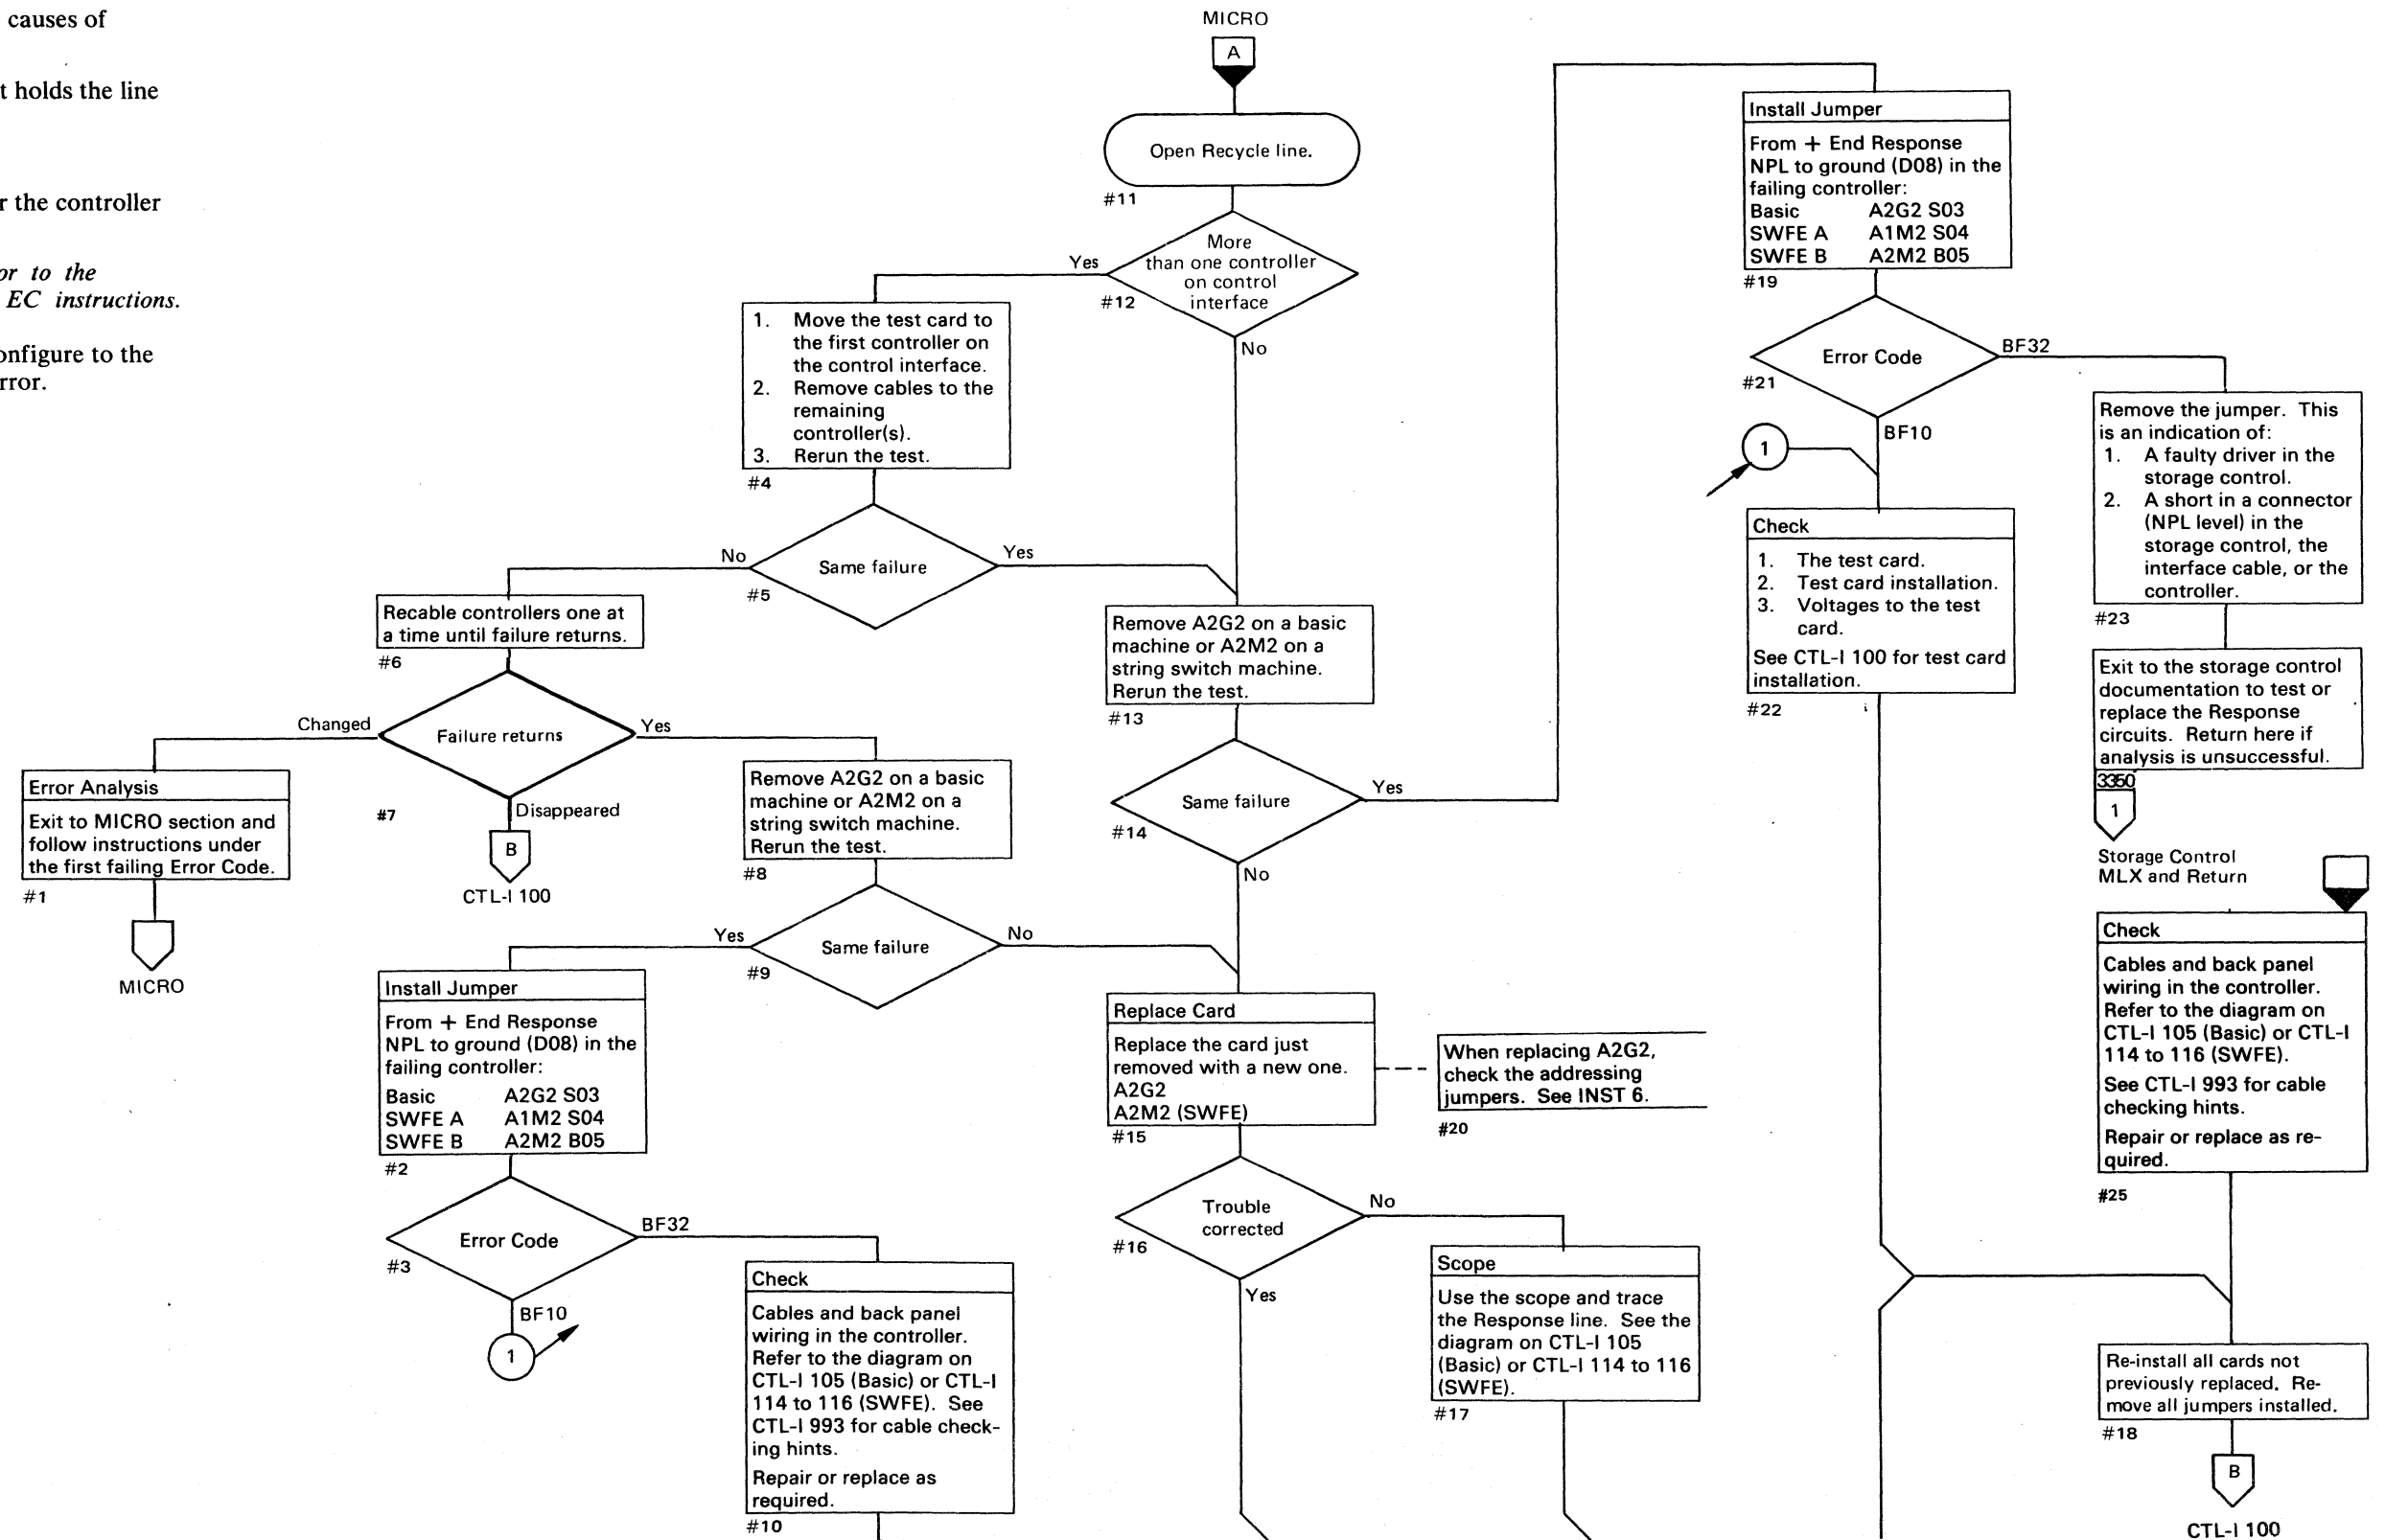 causes of
t holds the line
r the controller
or to the
EC instructions.
onfigure to the
rror.
MICRO
A
Open Recycle line.
#11
More
than one controller
on control
interface
#12
Yes
No
1. Move the test card to
the first controller on
the control interface.
2. Remove cables to the
remaining
controller(s).
3. Rerun the test.
#4
Same failure
#5
No
Yes
Recable controllers one at
a time until failure returns.
#6
Failure returns
#7
Changed
Yes
Disappeared
B
CTL-I 100
Error Analysis
Exit to MICRO section and
follow instructions under
the first failing Error Code.
#1
MICRO
Remove A2G2 on a basic
machine or A2M2 on a
string switch machine.
Rerun the test.
#8
Same failure
#9
Yes
No
Install Jumper
From + End Response
NPL to ground (D08) in the
failing controller:
Basic A2G2 S03
SWFE A A1M2 S04
SWFE B A2M2 B05
#2
Error Code
#3
BF32
BF10
1
Check
Cables and back panel
wiring in the controller.
Refer to the diagram on
CTL-I 105 (Basic) or CTL-I
114 to 116 (SWFE). See
CTL-I 993 for cable check-
ing hints.
Repair or replace as
required.
#10
Remove A2G2 on a basic
machine or A2M2 on a
string switch machine.
Rerun the test.
#13
Same failure
#14
Yes
No
Replace Card
Replace the card just
removed with a new one.
A2G2
A2M2 (SWFE)
#15
When replacing A2G2,
check the addressing
jumpers. See INST 6.
#20
Trouble
corrected
#16
No
Yes
Scope
Use the scope and trace
the Response line. See the
diagram on CTL-I 105
(Basic) or CTL-I 114 to 116
(SWFE).
#17
Install Jumper
From + End Response
NPL to ground (D08) in the
failing controller:
Basic A2G2 S03
SWFE A A1M2 S04
SWFE B A2M2 B05
#19
Error Code
#21
BF32
BF10
1
Check
1. The test card.
2. Test card installation.
3. Voltages to the test
card.
See CTL-I 100 for test card
installation.
#22
Remove the jumper. This
is an indication of:
1. A faulty driver in the
storage control.
2. A short in a connector
(NPL level) in the
storage control, the
interface cable, or the
controller.
#23
Exit to the storage control
documentation to test or
replace the Response
circuits. Return here if
analysis is unsuccessful.
3350
1
Storage Control
MLX and Return
Check
Cables and back panel
wiring in the controller.
Refer to the diagram on
CTL-I 105 (Basic) or CTL-I
114 to 116 (SWFE).
See CTL-I 993 for cable
checking hints.
Repair or replace as re-
quired.
#25
Re-install all cards not
previously replaced. Re-
move all jumpers installed.
#18
B
CTL-I 100